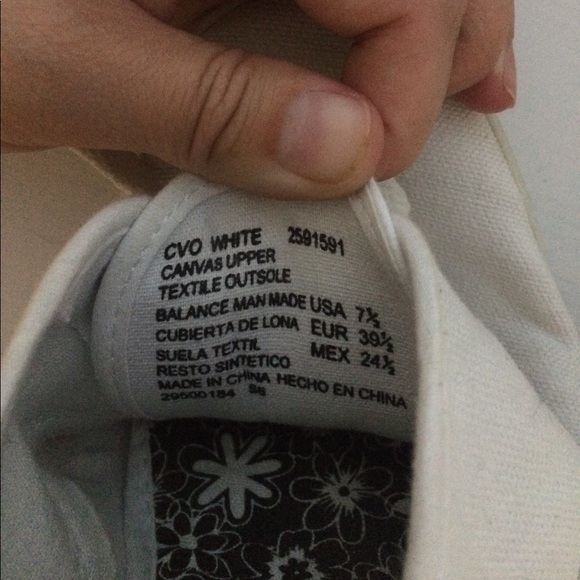 CVO WHITE 2591591
CANVAS UPPER
TEXTILE OUTSOLE
BALANCE MAN MADE USA 7½
CUBIERTA DE LONA EUR 39½
SUELA TEXTIL MEX 24½
RESTO SINTETICO
MADE IN CHINA HECHO EN CHINA
29500184